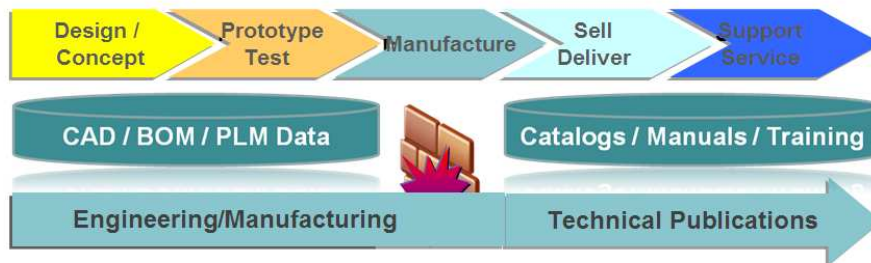 Design /
Concept
Prototype
Test
Manufacture
Sell
Deliver
Support
Service
CAD / BOM / PLM Data
Catalogs / Manuals / Training
Engineering/Manufacturing
Technical Publications